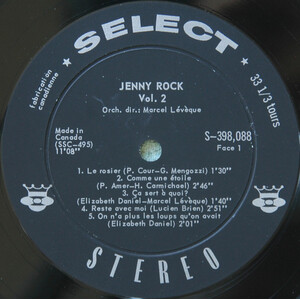 SELECT
Fabrication
canadienne
33 1/3 tours
JENNY ROCK
Vol. 2
Orch. dir.: Marcel Lévèque
Made in
Canada
(SSC-495)
11'08"
S-398,088
Face 1
1. Le rosier (P. Cour-G. Mengozzi) 1'30"
2. Comme une étoile
(P. Amer-H. Carmichael) 2'46"
3. Ça sert à quoi?
(Elizabeth Daniel-Marcel Lévèque) 1'40"
4. Reste avec moi (Lucien Brien) 2'51"
5. On n'a plus les loups qu'on avait
(Elizabeth Daniel) 2'01"
STEREO